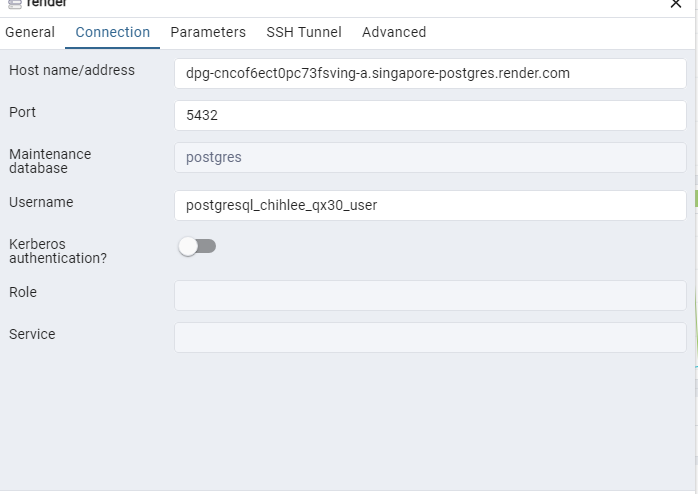 render
General Connection Parameters SSH Tunnel Advanced
Host name/address dpg-cncof6ect0pc73fsving-a.singapore-postgres.render.com
Port 5432
Maintenance
database
postgres
Username postgresql_chihlee_qx30_user
Kerberos
authentication?
Role
Service